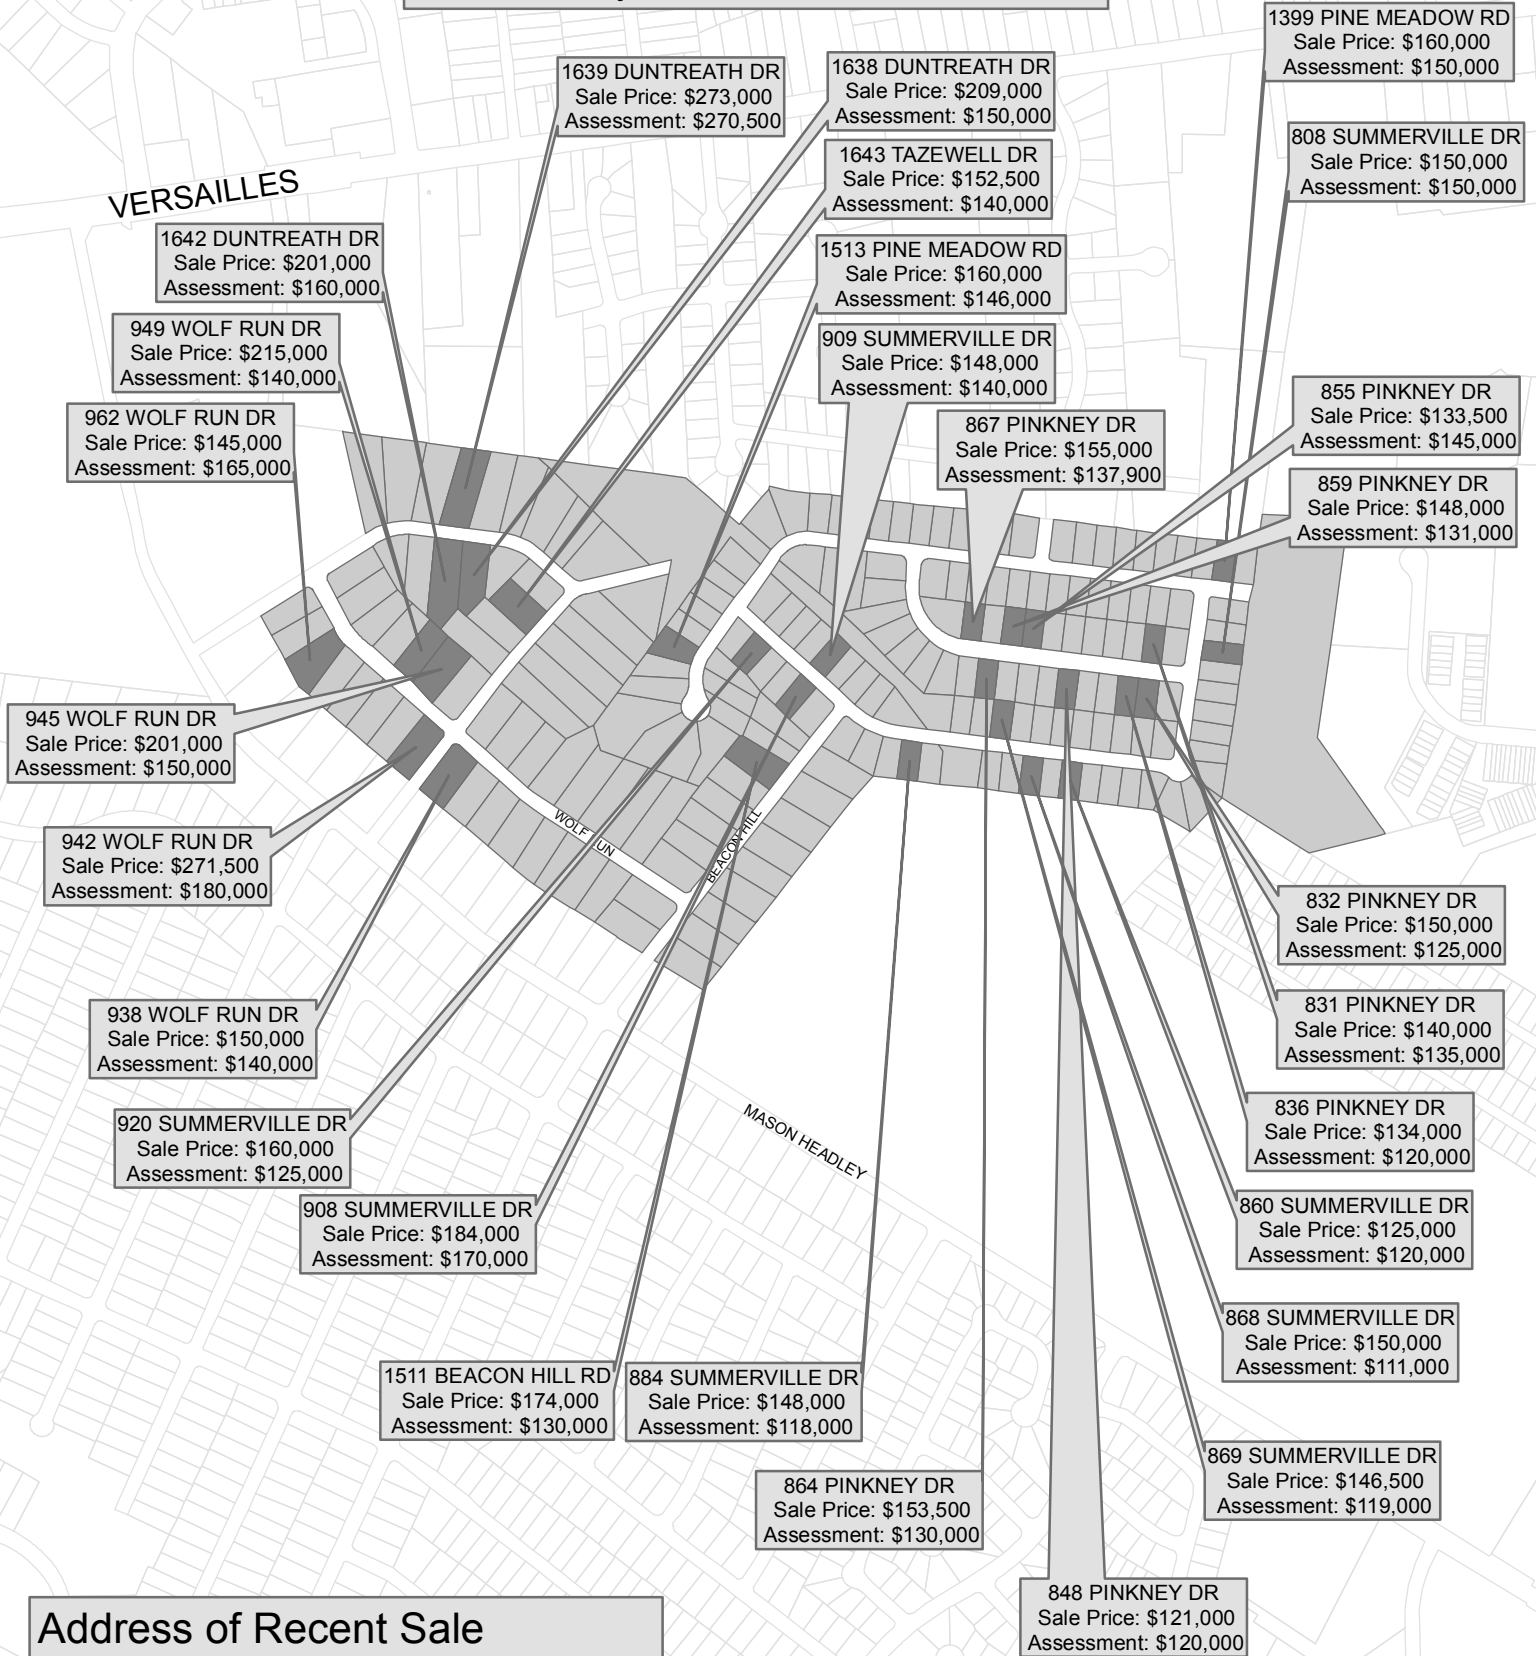 1399 PINE MEADOW RD
Sale Price: $160,000
Assessment: $150,000
1639 DUNTREATH DR
Sale Price: $273,000
Assessment: $270,500
1638 DUNTREATH DR
Sale Price: $209,000
Assessment: $150,000
808 SUMMERVILLE DR
Sale Price: $150,000
Assessment: $150,000
1643 TAZEWELL DR
Sale Price: $152,500
Assessment: $140,000
VERSAILLES
1642 DUNTREATH DR
Sale Price: $201,000
Assessment: $160,000
1513 PINE MEADOW RD
Sale Price: $160,000
Assessment: $146,000
949 WOLF RUN DR
Sale Price: $215,000
Assessment: $140,000
909 SUMMERVILLE DR
Sale Price: $148,000
Assessment: $140,000
855 PINKNEY DR
Sale Price: $133,500
Assessment: $145,000
962 WOLF RUN DR
Sale Price: $145,000
Assessment: $165,000
867 PINKNEY DR
Sale Price: $155,000
Assessment: $137,900
859 PINKNEY DR
Sale Price: $148,000
Assessment: $131,000
945 WOLF RUN DR
Sale Price: $201,000
Assessment: $150,000
942 WOLF RUN DR
Sale Price: $271,500
Assessment: $180,000
WOLF RUN
BEACON HILL
832 PINKNEY DR
Sale Price: $150,000
Assessment: $125,000
938 WOLF RUN DR
Sale Price: $150,000
Assessment: $140,000
831 PINKNEY DR
Sale Price: $140,000
Assessment: $135,000
920 SUMMERVILLE DR
Sale Price: $160,000
Assessment: $125,000
MASON HEADLEY
836 PINKNEY DR
Sale Price: $134,000
Assessment: $120,000
908 SUMMERVILLE DR
Sale Price: $184,000
Assessment: $170,000
860 SUMMERVILLE DR
Sale Price: $125,000
Assessment: $120,000
868 SUMMERVILLE DR
Sale Price: $150,000
Assessment: $111,000
1511 BEACON HILL RD
Sale Price: $174,000
Assessment: $130,000
884 SUMMERVILLE DR
Sale Price: $148,000
Assessment: $118,000
869 SUMMERVILLE DR
Sale Price: $146,500
Assessment: $119,000
864 PINKNEY DR
Sale Price: $153,500
Assessment: $130,000
848 PINKNEY DR
Sale Price: $121,000
Assessment: $120,000
Address of Recent Sale